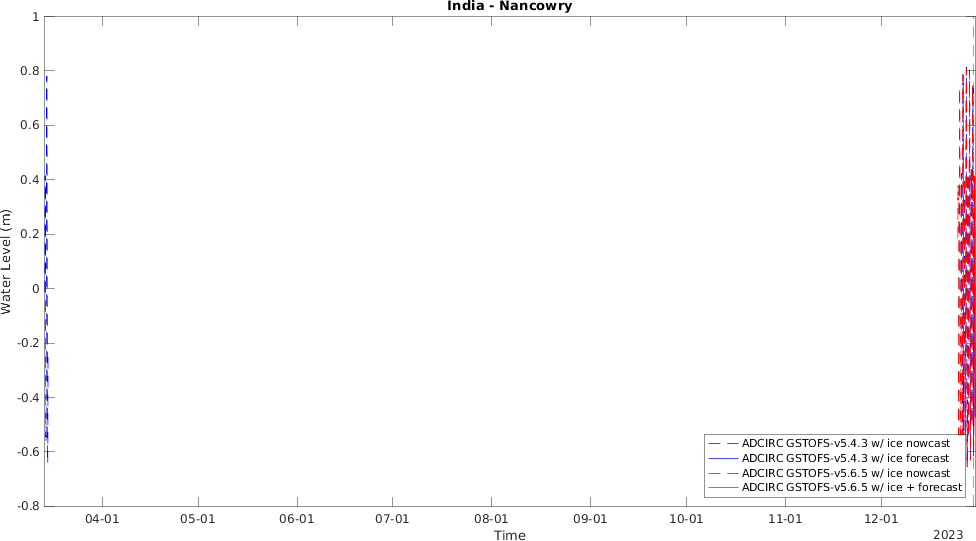 India - Nancowry
1
0.8
0.6
0.4
0.2
0
-0.2
-0.4
-0.6
-0.8
Water Level (m)
ADCIRC GSTOFS-v5.4.3 w/ ice nowcast
ADCIRC GSTOFS-v5.4.3 w/ ice forecast
ADCIRC GSTOFS-v5.6.5 w/ ice nowcast
ADCIRC GSTOFS-v5.6.5 w/ ice + forecast
04-01 05-01 06-01 07-01 08-01 09-01 10-01 11-01 12-01
Time
2023